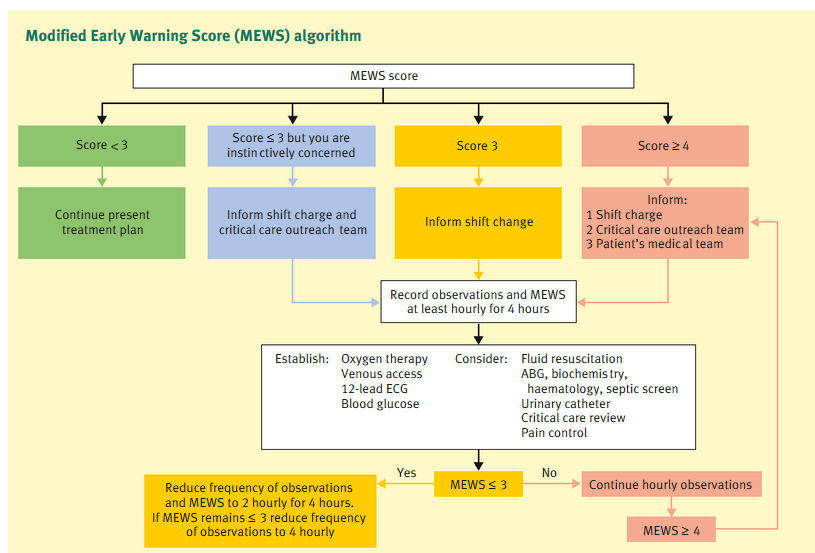 Modified Early Warning Score (MEWS) algorithm
MEWS score
Score < 3
Score ≤ 3 but you are
instinctively concerned
Score 3
Score ≥ 4
Continue present
treatment plan
Inform shift charge and
critical care outreach team
Inform shift change
Inform:
1 Shift charge
2 Critical care outreach team
3 Patient's medical team
Record observations and MEWS
at least hourly for 4 hours
Establish:
Oxygen therapy
Venous access
12-lead ECG
Blood glucose
Consider:
Fluid resuscitation
ABG, biochemistry,
haematology, septic screen
Urinary catheter
Critical care review
Pain control
Yes
MEWS ≤ 3
No
Reduce frequency of observations
and MEWS to 2 hourly for 4 hours.
If MEWS remains ≤ 3 reduce frequency
of observations to 4 hourly
Continue hourly observations
MEWS ≥ 4